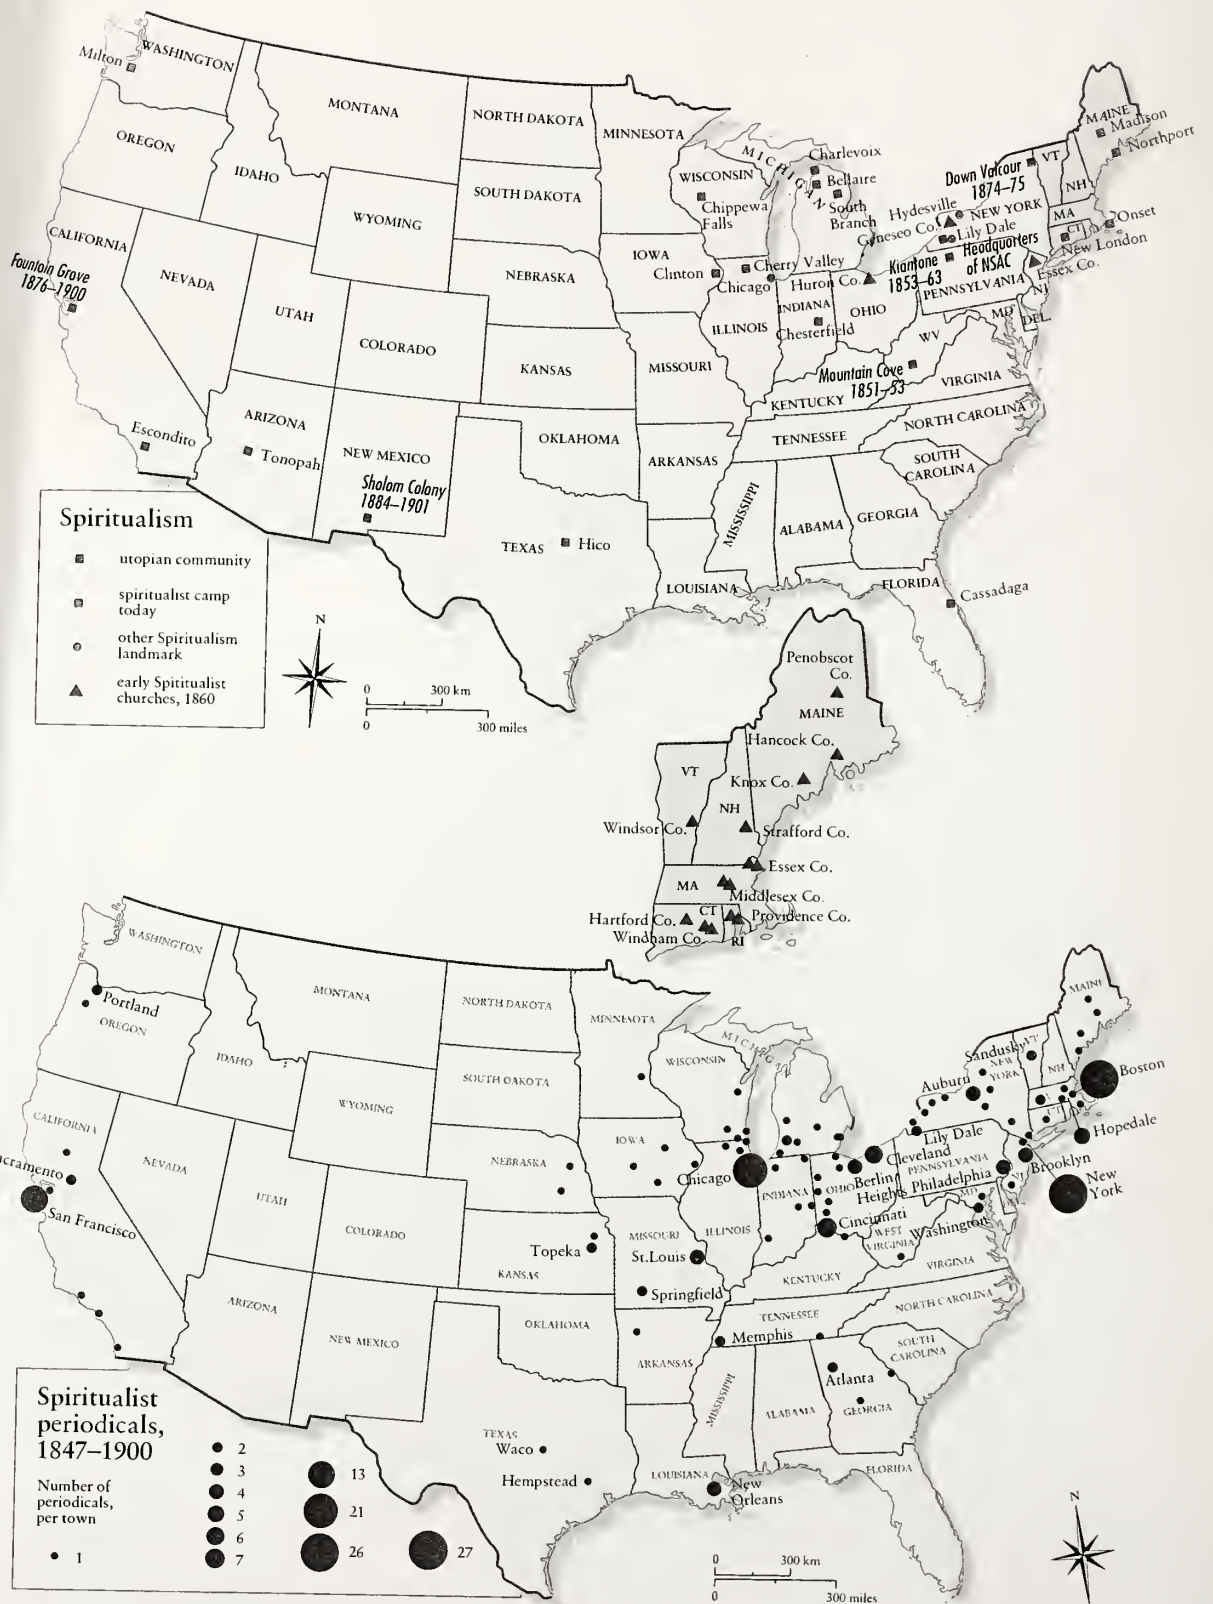 WASHINGTON
Milton
MONTANA
NORTH DAKOTA
MINNESOTA
OREGON
IDAHO
SOUTH DAKOTA
WISCONSIN
MICHIGAN
Charlevoix
Bellaire
South
Branch
Chippewa
Falls
MAINE
Madison
Northport
VT
NH
Down Valcour
1874–75
Hydesville
NEW YORK
MA
Onset
Geneseo Co.
Lily Dale
CT
New London
Headquarters
of NSAC
Kiantone
1853–63
Essex Co.
WYOMING
CALIFORNIA
NEVADA
Fountain Grove
1876–1900
NEBRASKA
IOWA
Clinton
Cherry Valley
Chicago
Huron Co.
PENNSYLVANIA
NJ
INDIANA
OHIO
MD
DEL.
UTAH
COLORADO
ILLINOIS
Chesterfield
WV
KANSAS
MISSOURI
Mountain Cove
1851–53
VIRGINIA
KENTUCKY
ARIZONA
Escondito
Tonopah
NEW MEXICO
OKLAHOMA
TENNESSEE
NORTH CAROLINA
ARKANSAS
SOUTH
CAROLINA
Sholam Colony
1884–1901
MISSISSIPPI
ALABAMA
GEORGIA
TEXAS
Hico
LOUISIANA
FLORIDA
Cassadaga
Spiritualism
utopian community
spiritualist camp
today
other Spiritualism
landmark
early Spititualist
churches, 1860
N
0
300 km
0
300 miles
Penobscot
Co.
MAINE
Hancock Co.
VT
Knox Co.
NH
Windsor Co.
Strafford Co.
Essex Co.
MA
Middlesex Co.
Hartford Co.
CT
Providence Co.
Windham Co.
RI
WASHINGTON
Portland
OREGON
MONTANA
NORTH DAKOTA
MINNESOTA
IDAHO
SOUTH DAKOTA
WISCONSIN
MICHIGAN
MAINE
Sandusky
VT
NEW
YORK
NH
Auburn
Boston
CT
Hopedale
Lily Dale
WYOMING
CALIFORNIA
NEVADA
NEBRASKA
IOWA
Chicago
Cleveland
PENNSYLVANIA
Brooklyn
Berlin
Heights
Philadelphia
New
York
NJ
MD
acramento
San Francisco
UTAH
COLORADO
INDIANA
OHIO
Cincinnati
Topeka
KANSAS
MISSOURI
St.Louis
ILLINOIS
WEST
VIRGINIA
Washington
VIRGINIA
KENTUCKY
Springfield
ARIZONA
NEW MEXICO
OKLAHOMA
TENNESSEE
NORTH CAROLINA
Memphis
ARKANSAS
SOUTH
CAROLINA
Atlanta
MISSISSIPPI
ALABAMA
GEORGIA
TEXAS
Waco
Hempstead
LOUISIANA
New
Orleans
FLORIDA
Spiritualist
periodicals,
1847–1900
Number of
periodicals,
per town
1
2
3
4
5
6
7
13
21
26
27
0
300 km
0
300 miles
N